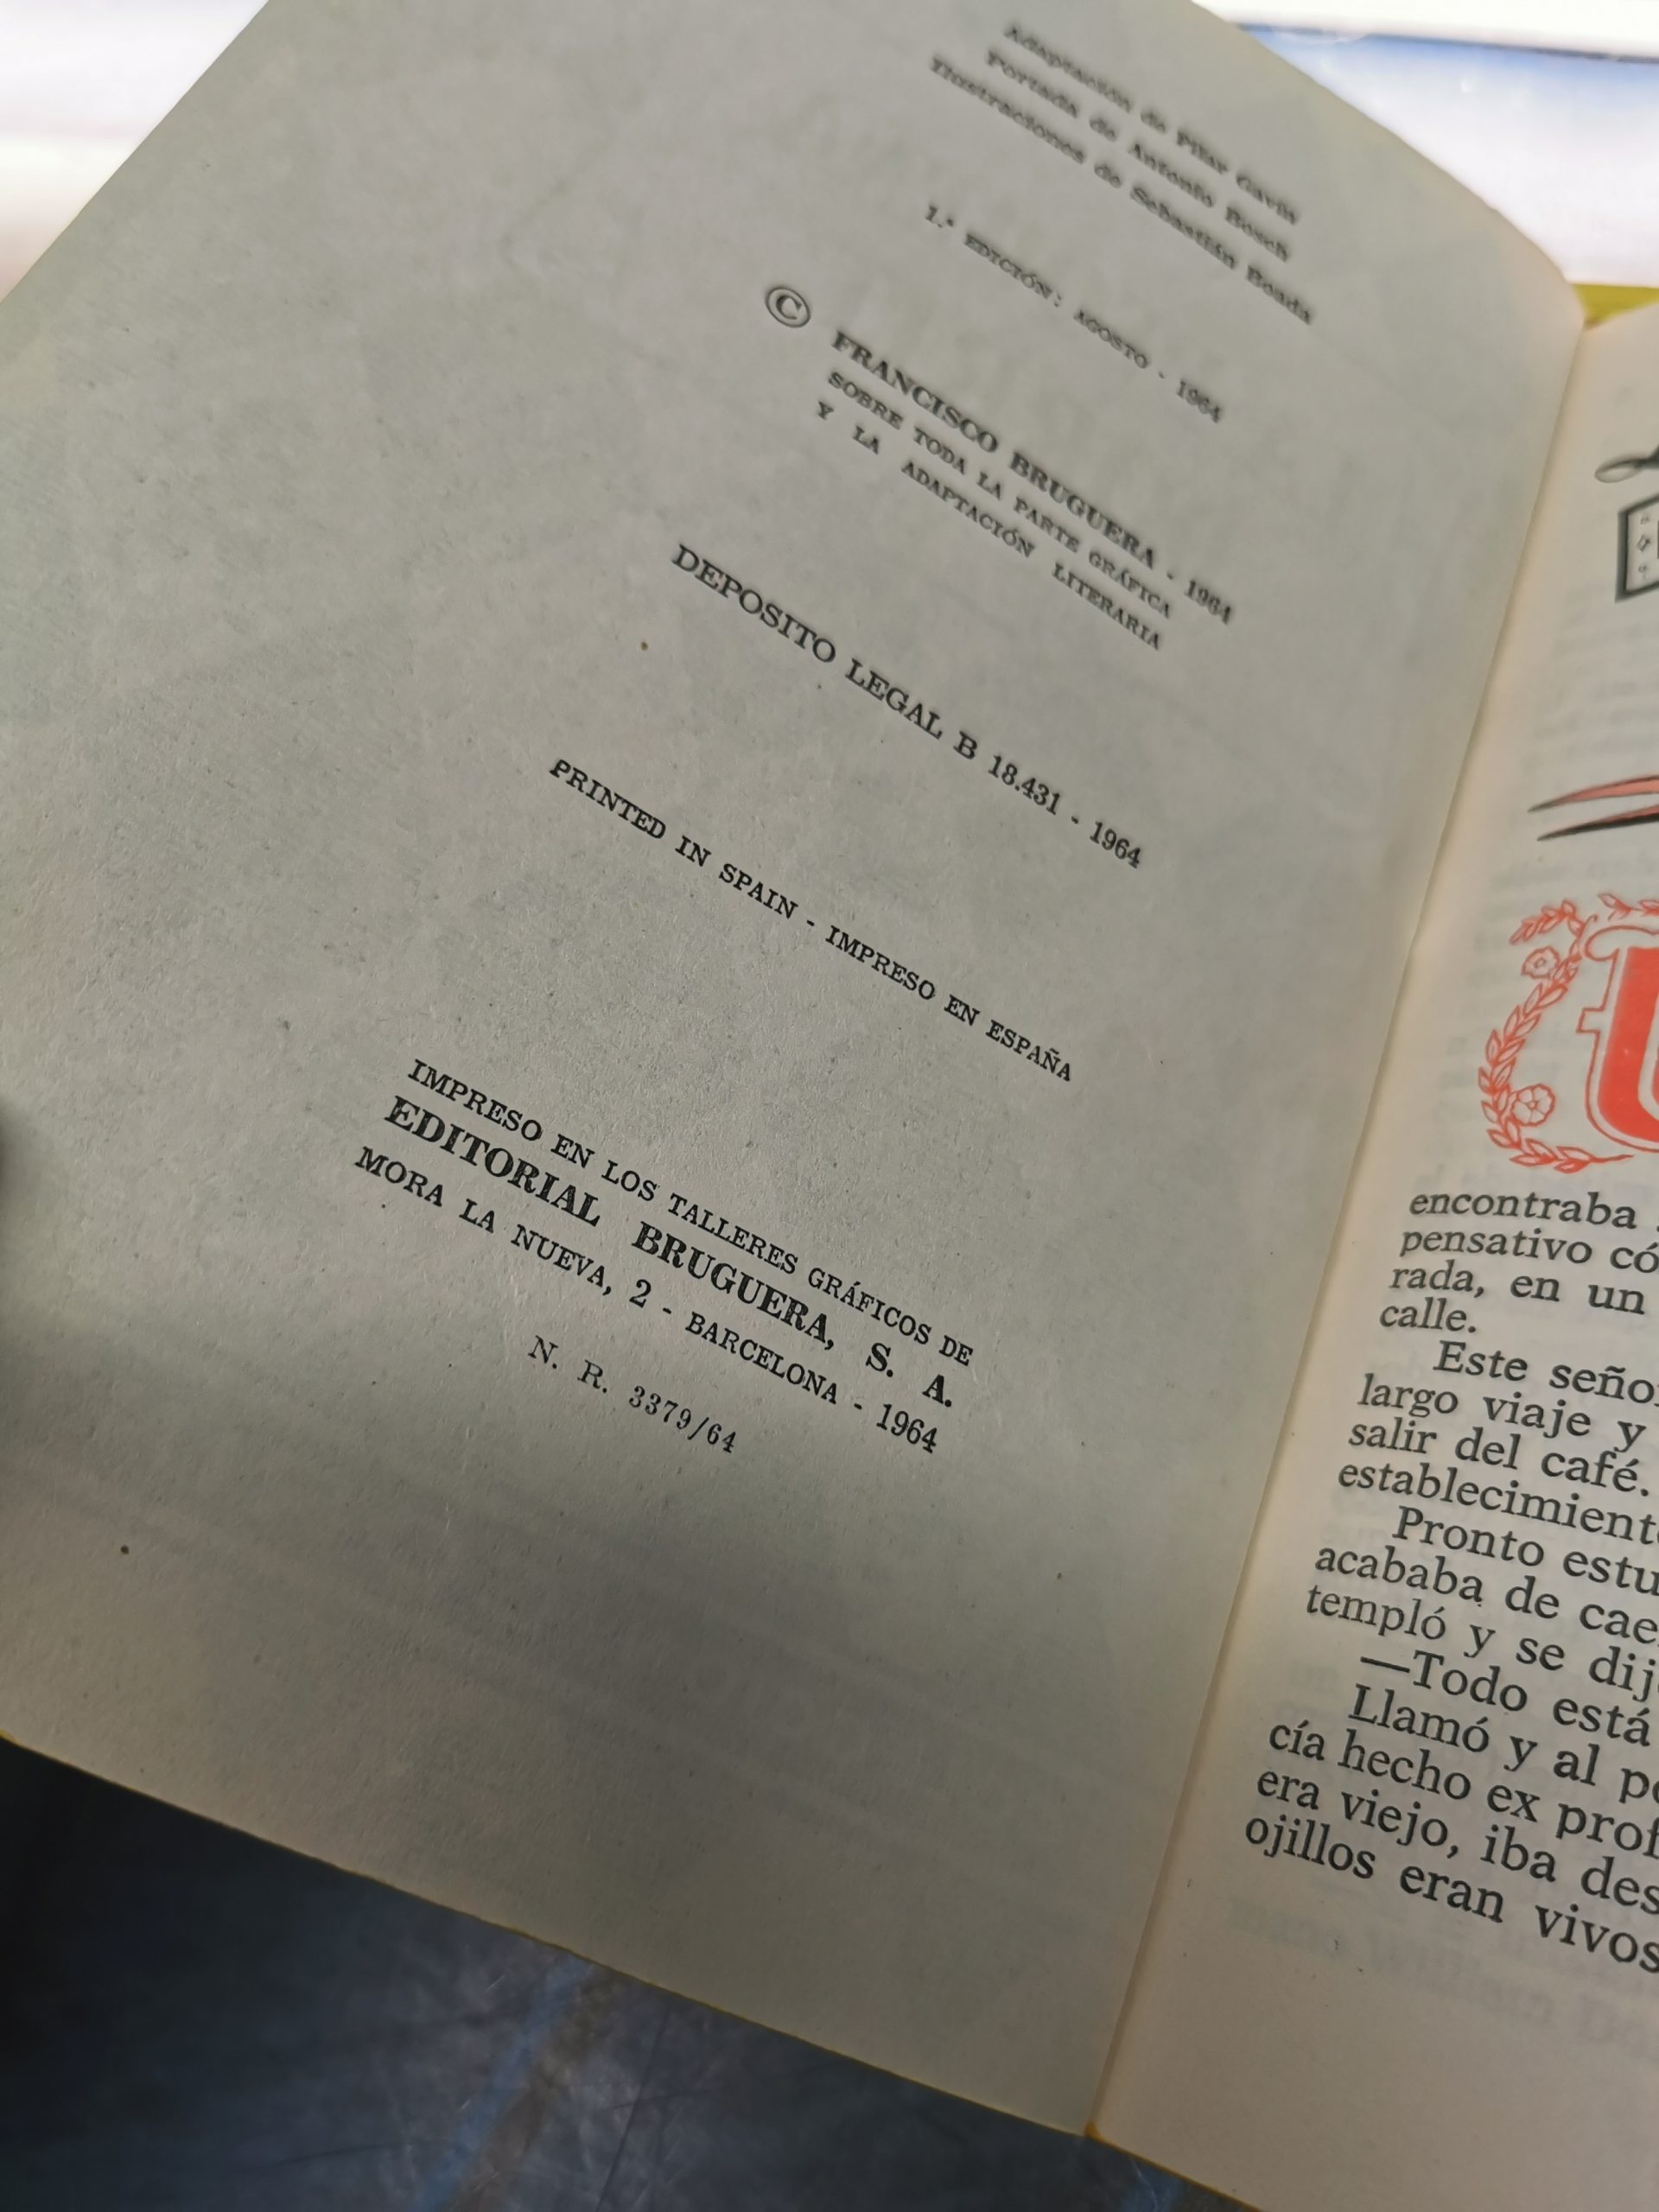 Adaptación de Pilar Gavín
Portada de Antonio Bosch
Ilustraciones de Sebastián Boada
1.ª EDICIÓN: AGOSTO - 1964
© FRANCISCO BRUGUERA - 1964
SOBRE TODA LA PARTE GRÁFICA
Y LA ADAPTACIÓN LITERARIA
DEPOSITO LEGAL B 18.431 - 1964
PRINTED IN SPAIN - IMPRESO EN ESPAÑA
IMPRESO EN LOS TALLERES GRÁFICOS DE
EDITORIAL BRUGUERA, S. A.
MORA LA NUEVA, 2 - BARCELONA - 1964
N. R. 3379/64
encontraba
pensativo có
rada, en un
calle.
Este seño
largo viaje y
salir del café.
establecimient
Pronto estu
acababa de cae
templó y se dij
—Todo está
Llamó y al p
cía hecho ex prof
era viejo, iba des
ojillos eran vivos